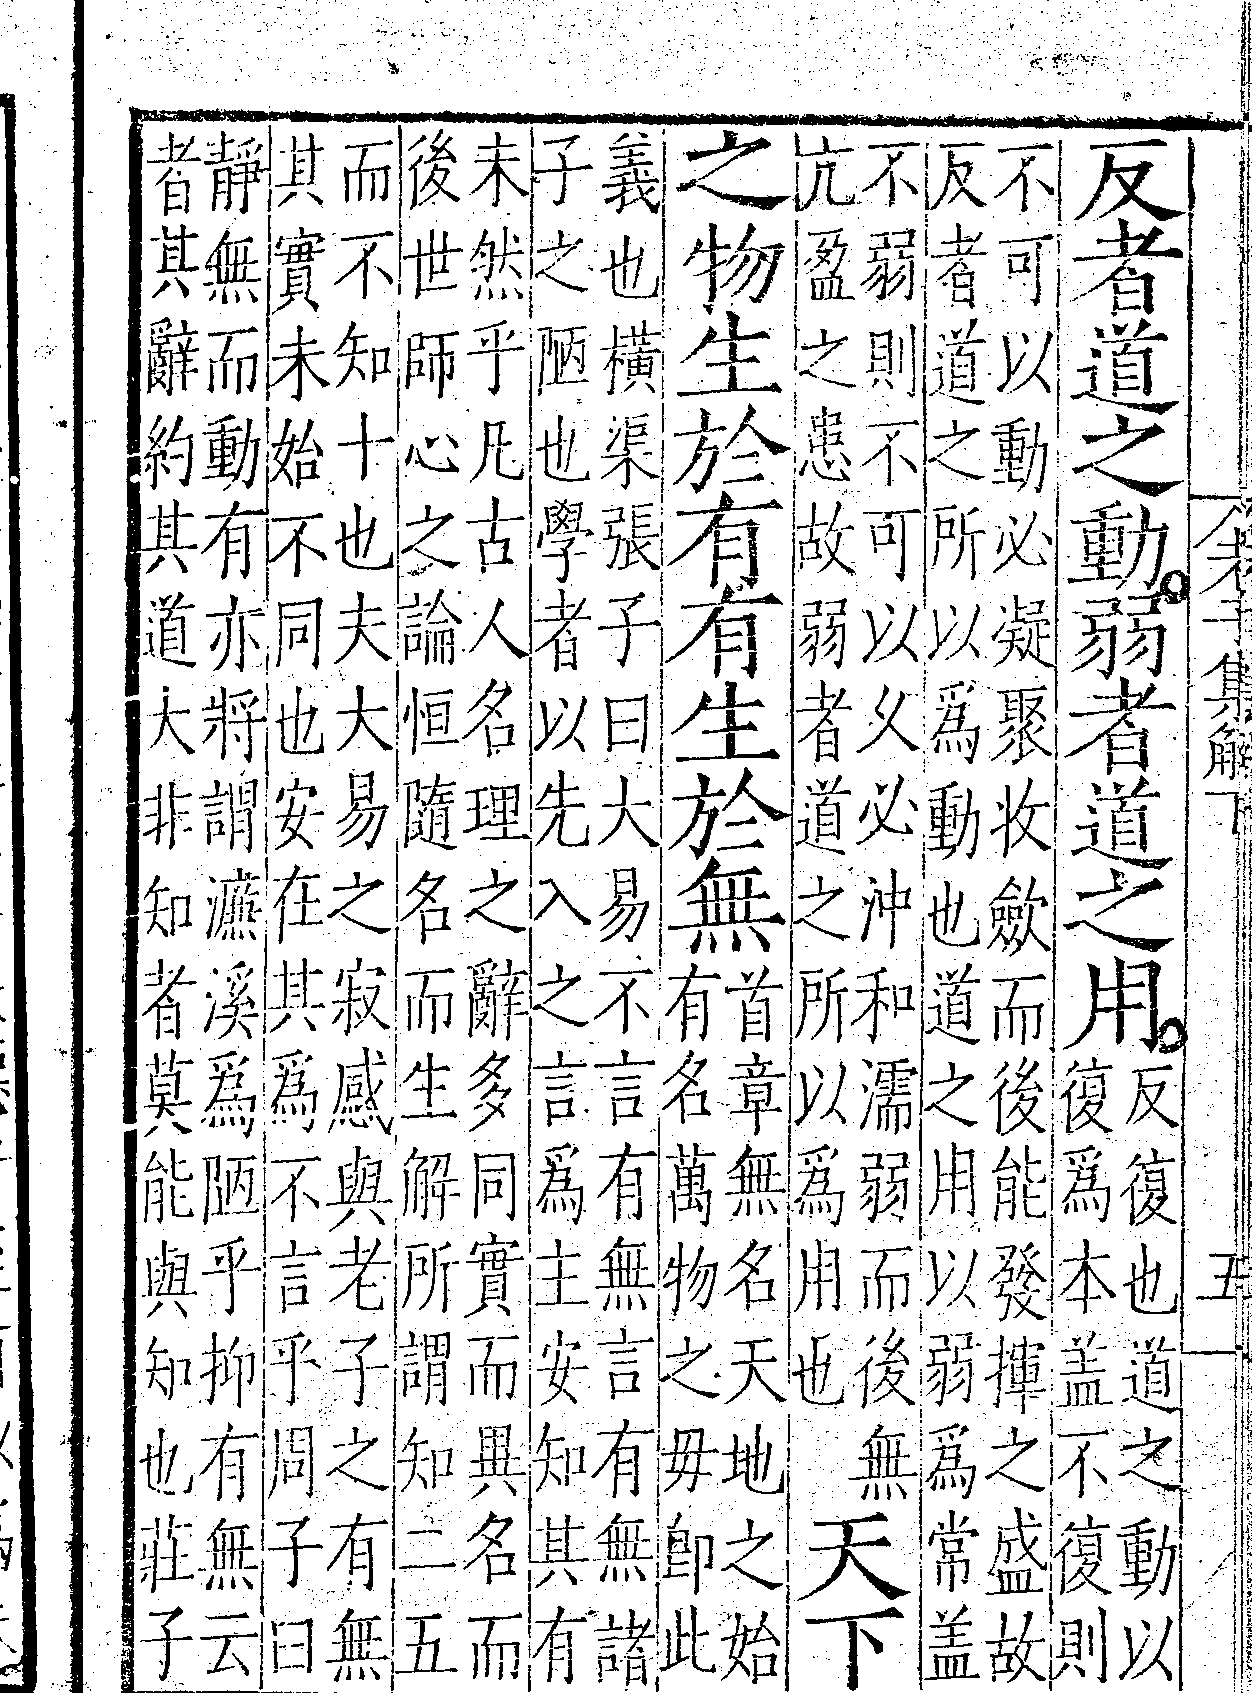 老子集解下 五
反者道之動。弱者道之用。
反復也道之動以
復爲本盖不復則
不可以動必凝聚收歛而後能發揮之盛故
反者道之所以爲動也道之用以弱爲常盖
不弱則不可以久必沖和濡弱而後無
亢盈之患故弱者道之所以爲用也
天下
之物生於有有生於無
首章無名天地之始
有名萬物之毋即此
義也橫渠張子曰大易不言有無言有無諸
子之陋也學者以先入之言爲主安知其有
未然乎凡古人名理之辭多同實而異名而
後世師心之論恒隨名而生解所謂知二五
而不知十也夫大易之寂感與老子之有無
其實未始不同也安在其爲不言乎周子曰
靜無而動有亦將謂濂溪爲陋乎抑有無云
者其辭約其道大非知者莫能與知也莊子